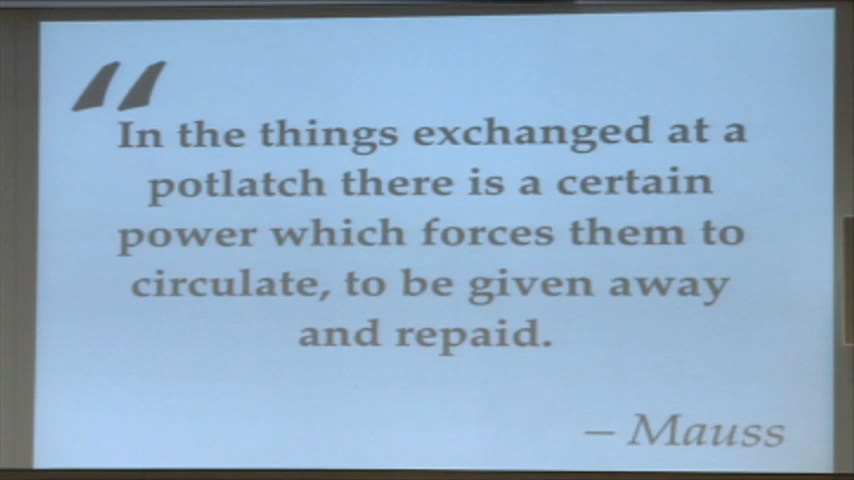 “
In the things exchanged at a
potlatch there is a certain
power which forces them to
circulate, to be given away
and repaid.
– Mauss